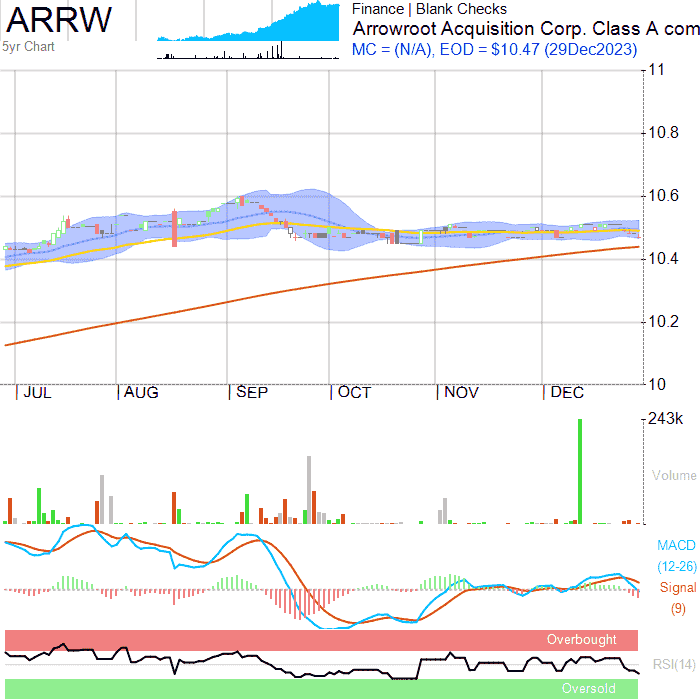 ARRW
5yr Chart
Finance | Blank Checks
Arrowroot Acquisition Corp. Class A com
MC = (N/A), EOD = $10.47 (29Dec2023)
11
10.8
10.6
10.4
10.2
10
JUL AUG SEP OCT NOV DEC
243k
Volume
MACD
(12-26)
Signal
(9)
Overbought
RSI(14)
Oversold